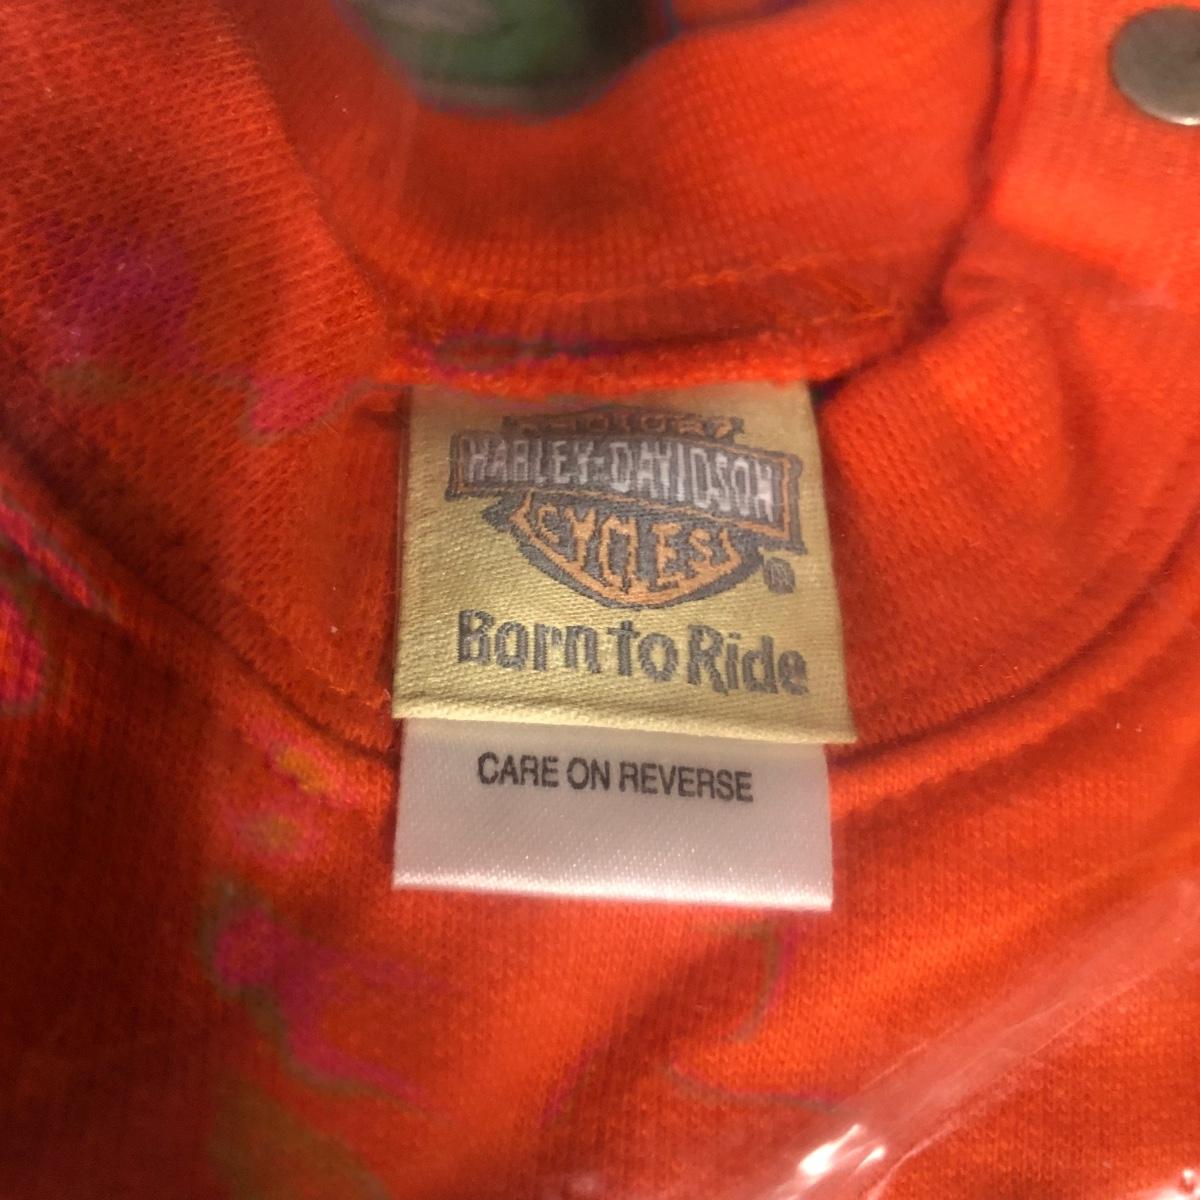 HARLEY-DAVIDSON
CYCLES
®
Born to Ride
CARE ON REVERSE